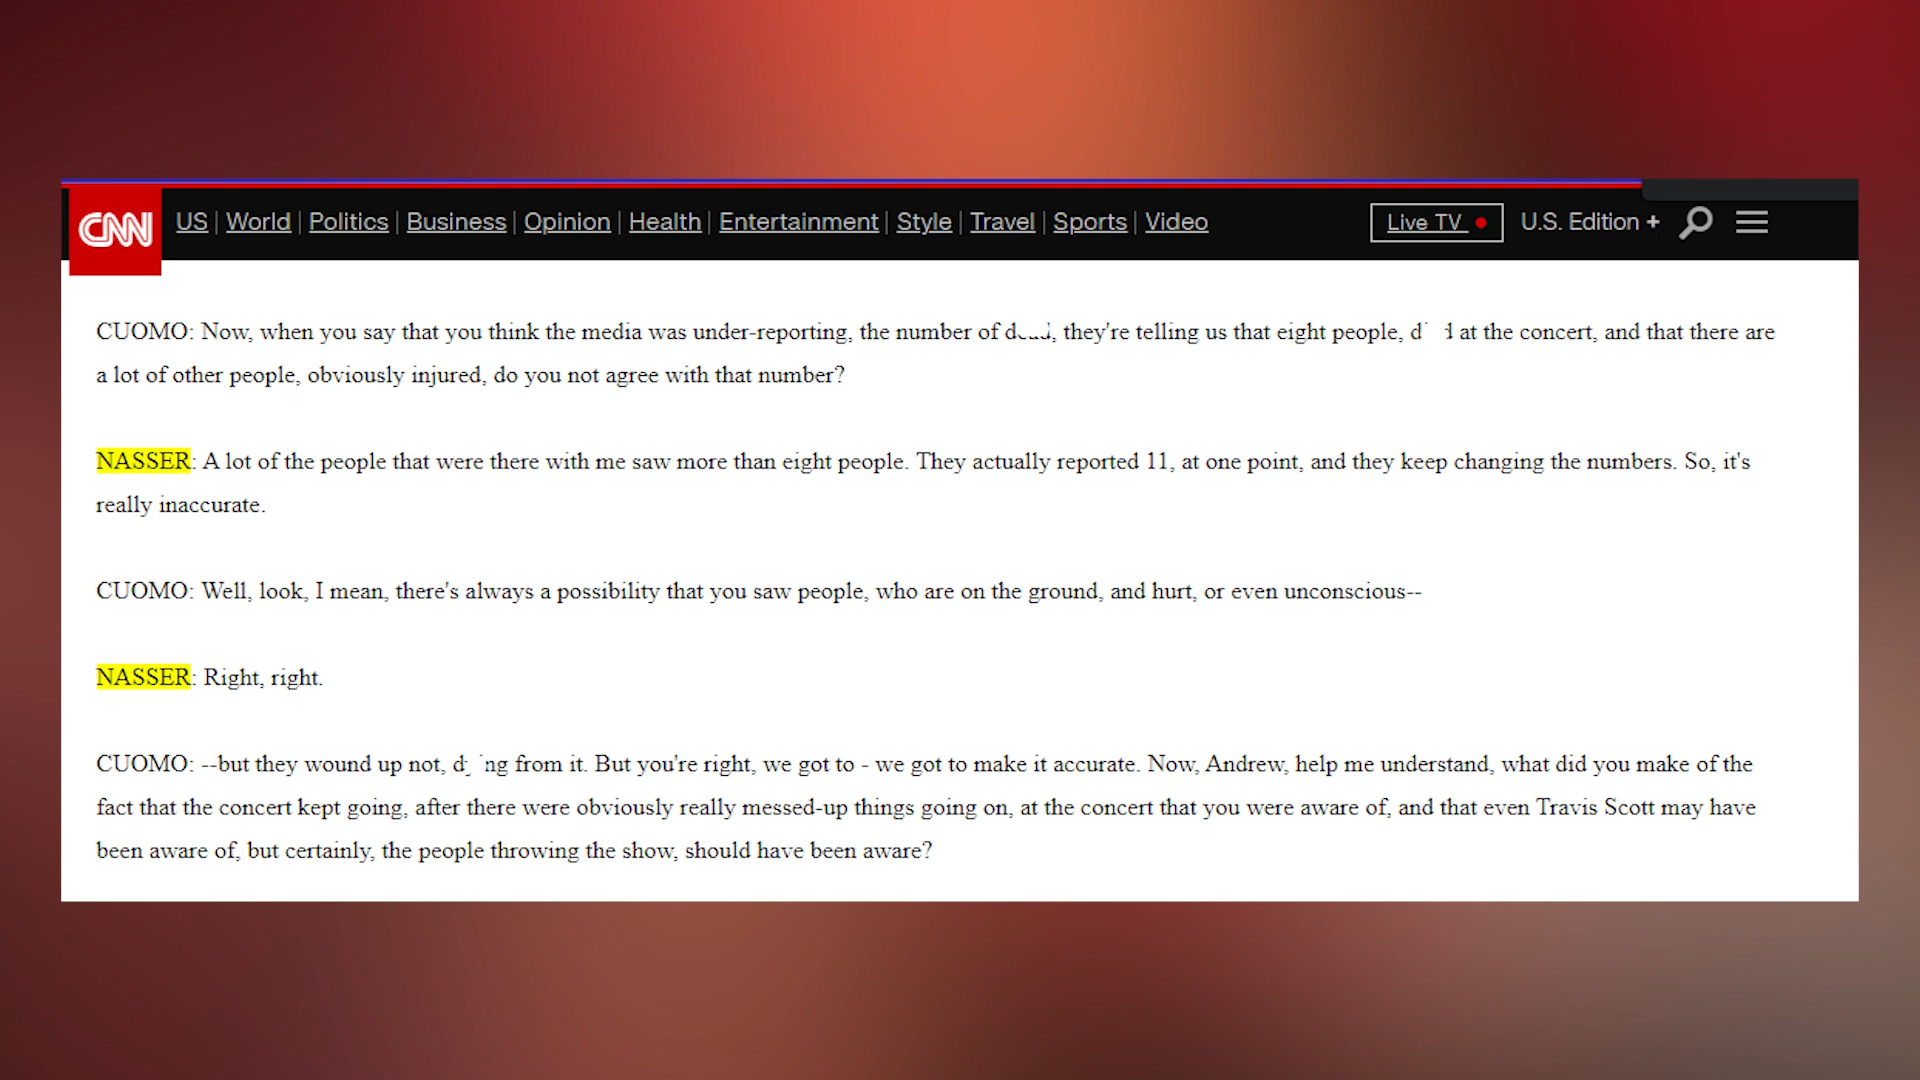 CNN US | World | Politics | Business | Opinion | Health | Entertainment | Style | Travel | Sports | Video Live TV U.S. Edition +
CUOMO: Now, when you say that you think the media was under-reporting, the number of they're telling us that eight people, at the concert, and that there are
a lot of other people, obviously injured, do you not agree with that number?
NASSER: A lot of the people that were there with me saw more than eight people. They actually reported 11, at one point, and they keep changing the numbers. So, it's
really inaccurate.
CUOMO: Well, look, I mean, there's always a possibility that you saw people, who are on the ground, and hurt, or even unconscious--
NASSER: Right, right.
CUOMO: --but they wound up not, from it. But you're right, we got to - we got to make it accurate. Now, Andrew, help me understand, what did you make of the
fact that the concert kept going, after there were obviously really messed-up things going on, at the concert that you were aware of, and that even Travis Scott may have
been aware of, but certainly, the people throwing the show, should have been aware?